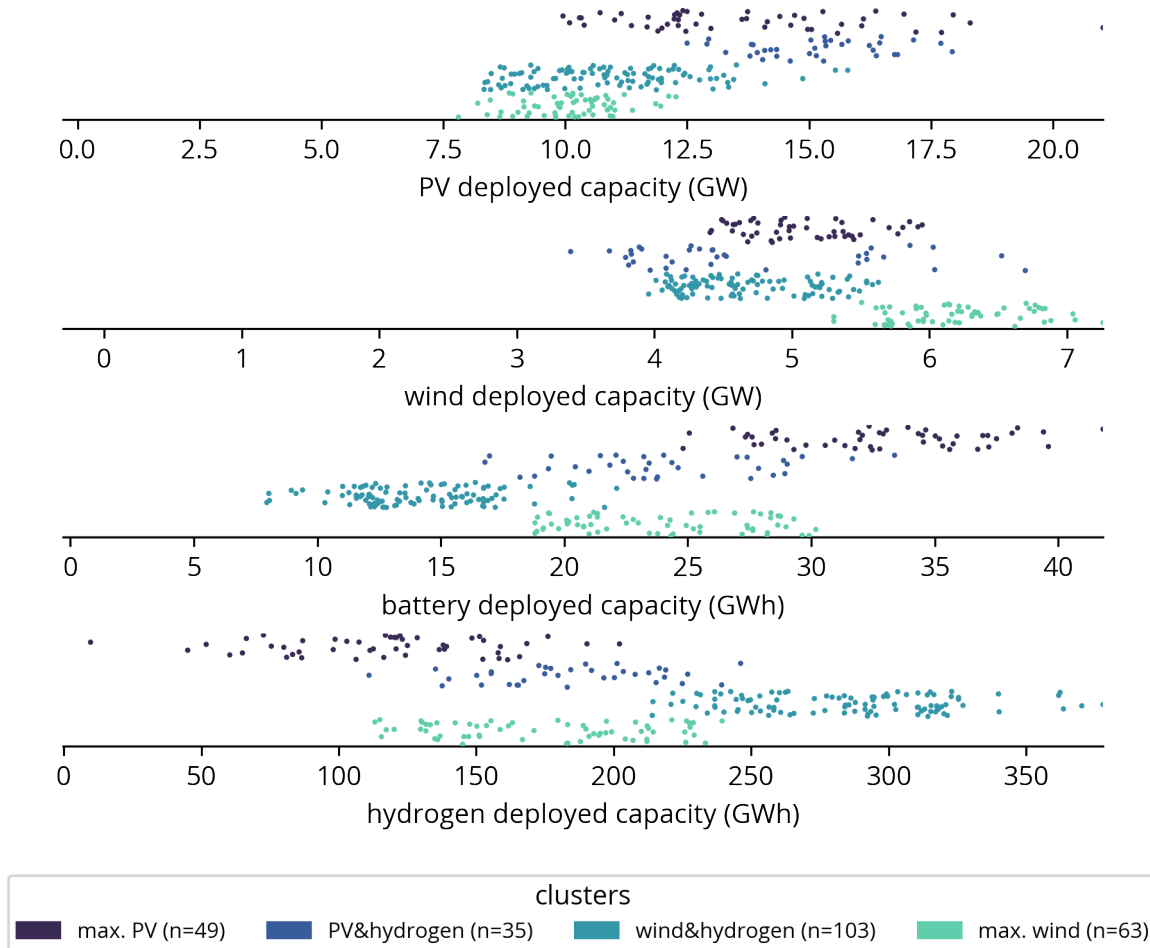 0.0 2.5 5.0 7.5 10.0 12.5 15.0 17.5 20.0
PV deployed capacity (GW)
0 1 2 3 4 5 6 7
wind deployed capacity (GW)
0 5 10 15 20 25 30 35 40
battery deployed capacity (GWh)
0 50 100 150 200 250 300 350
hydrogen deployed capacity (GWh)
clusters
max. PV (n=49) PV&hydrogen (n=35) wind&hydrogen (n=103) max. wind (n=63)